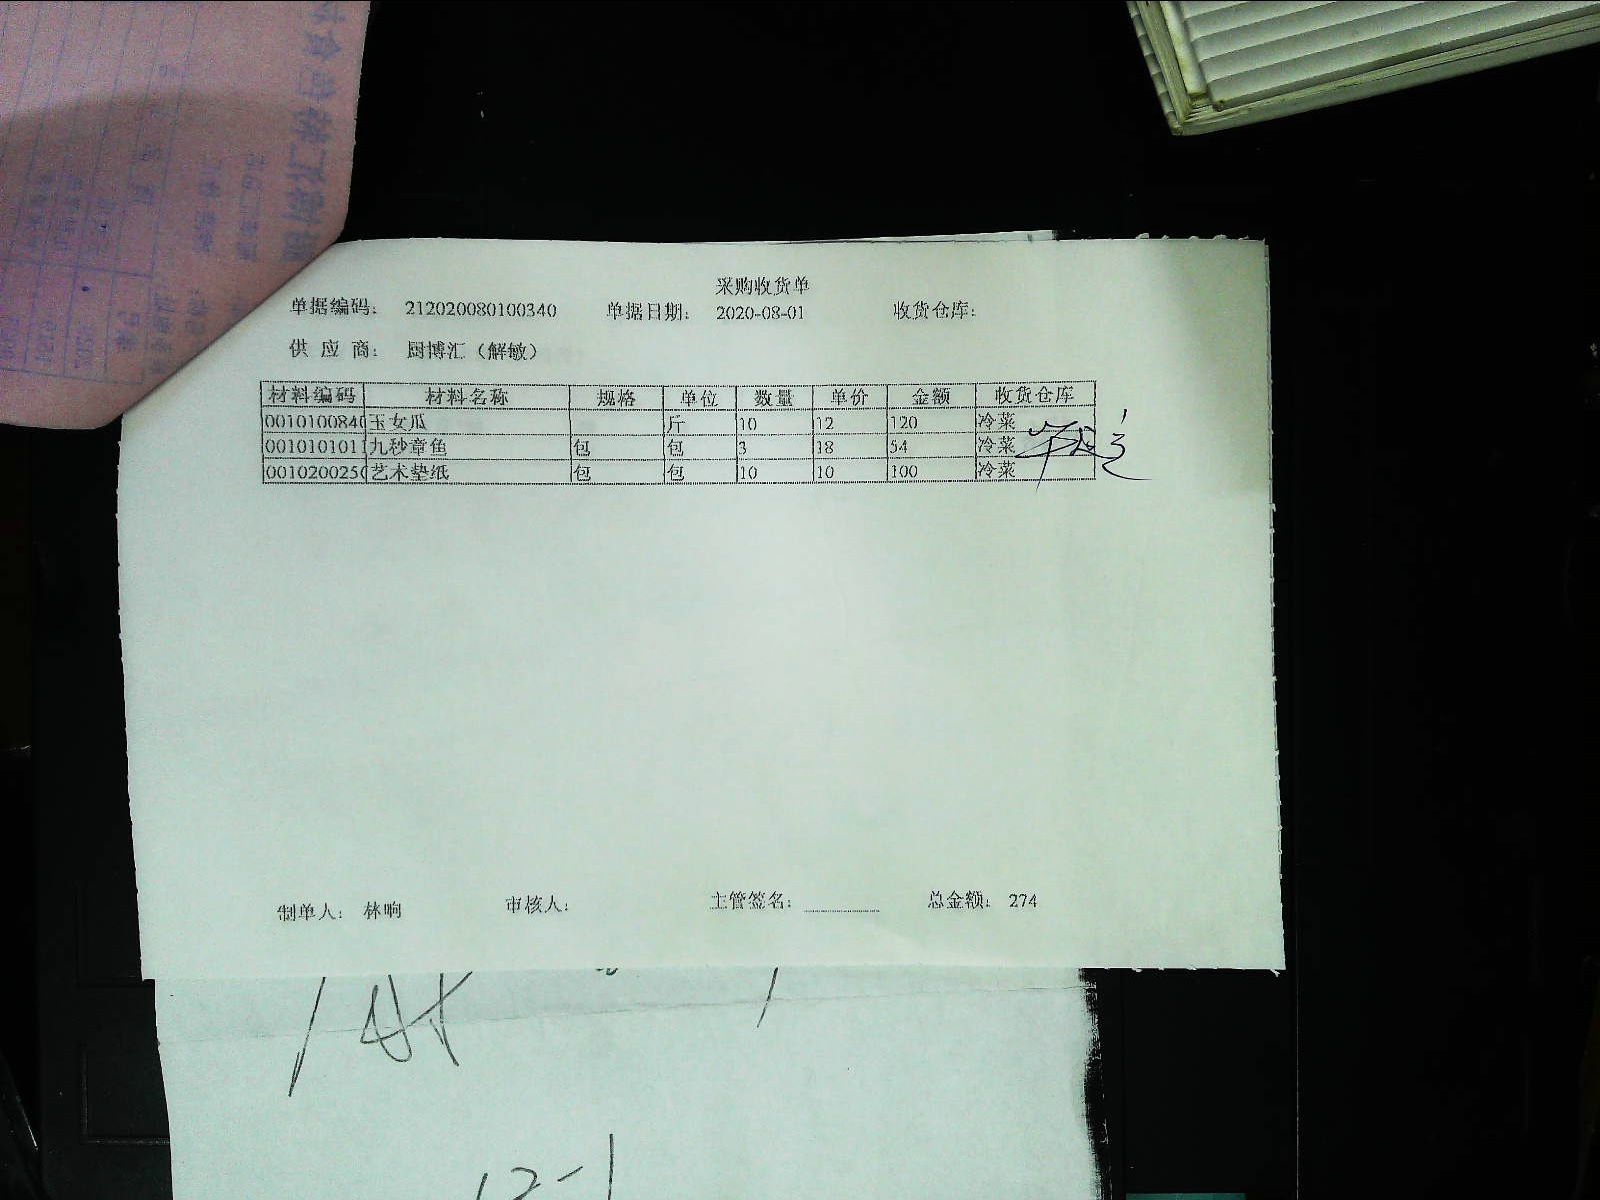 采购收货单
单据编码： 212020080100340 单据日期： 2020-08-01 收货仓库：
供 应 商： 厨博汇（解敏）
材料编码 材料名称 规格 单位 数量 单价 金额 收货仓库
001010084 玉女瓜 斤 10 12 120 冷菜
001010101 九秒章鱼 包 包 3 18 54 冷菜
001020025 艺术垫纸 包 包 10 10 100 冷菜
制单人： 林晌 审核人： 主管签名： 总金额： 274